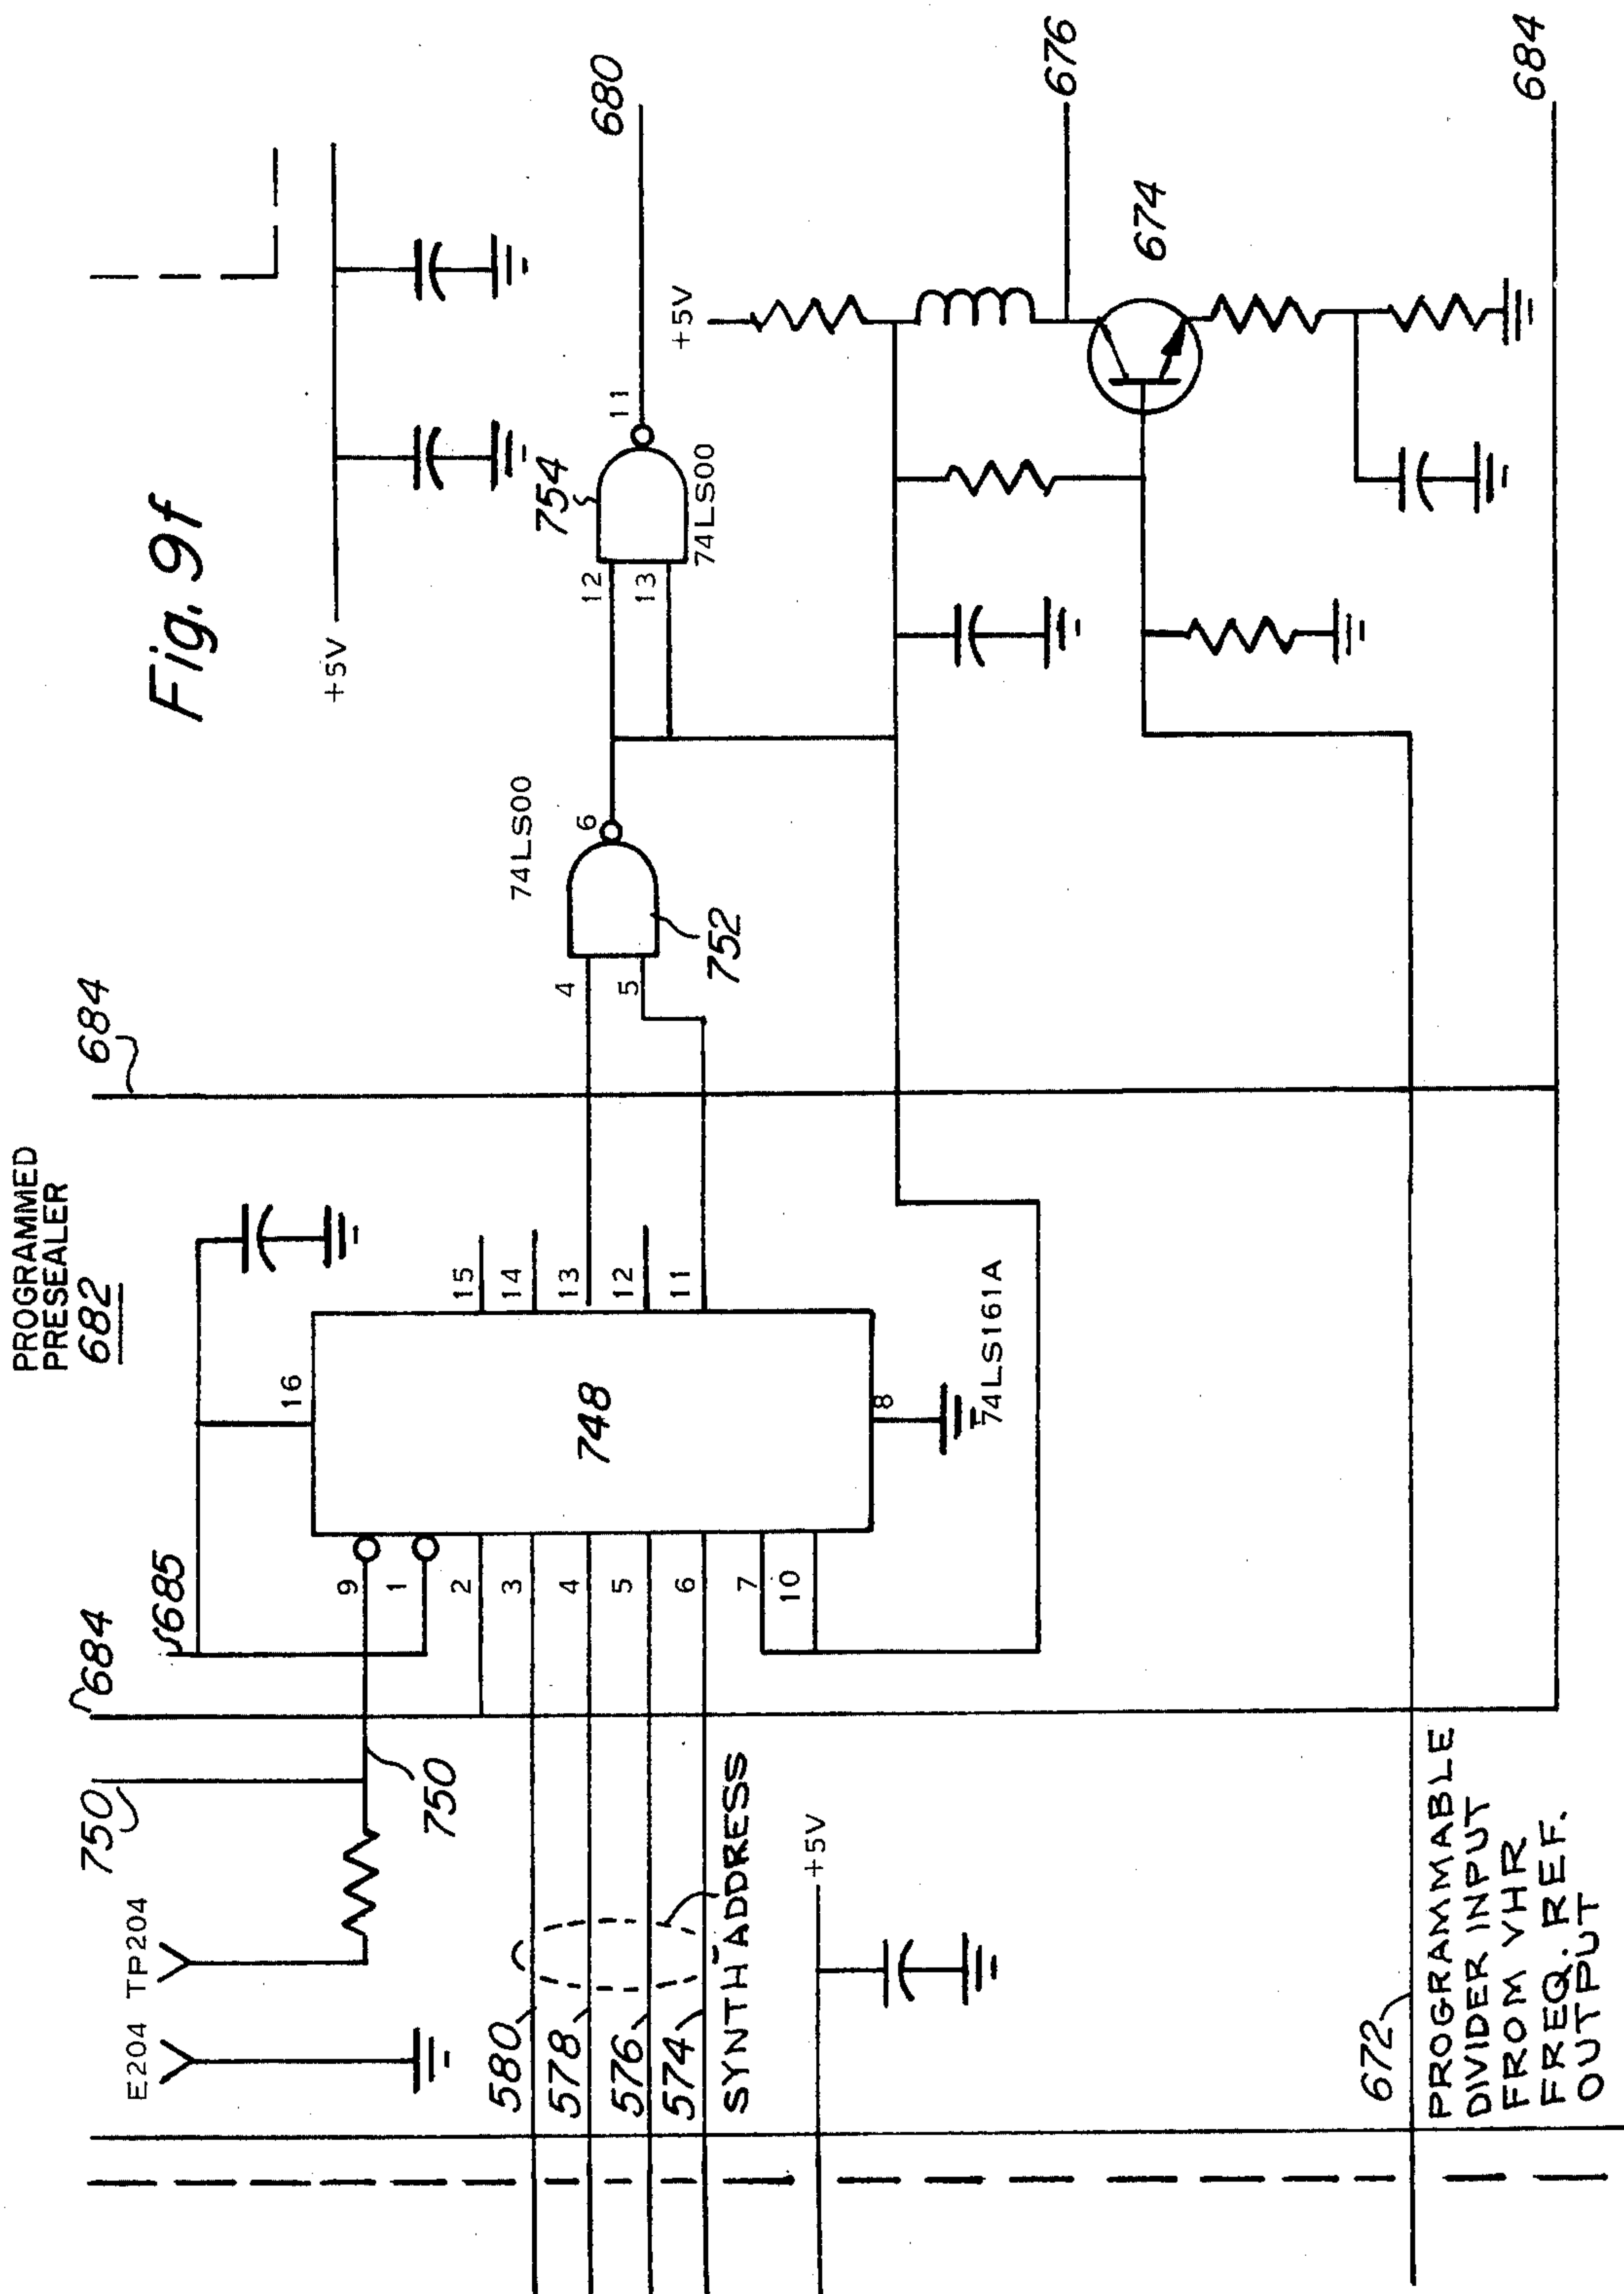 Fig. 9f
PROGRAMMED
PRESEALER
682
684
684
685
750
750
E204 TP204
+5V
16
9
1
2
3
4
5
6
7
10
15
14
13
12
11
8
748
74LS161A
580
578
576
574
SYNTH ADDRESS
+5V
4
5
6
74LS00
752
12
13
11
754
74LS00
680
+5V
676
674
684
672
PROGRAMMABLE
DIVIDER INPUT
FROM VHR
FREQ. REF.
OUTPUT